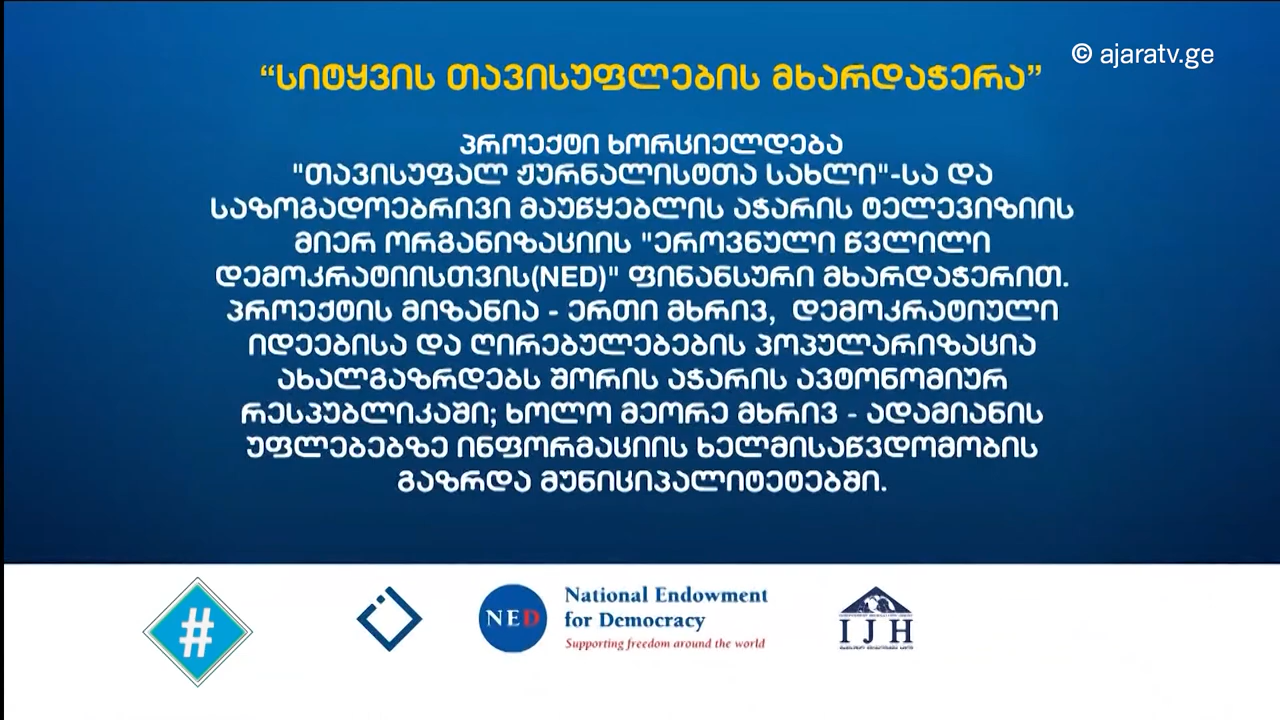 © ajaratv.ge
“სიტყვის თავისუფლების მხარდაჭერა”
პროექტი ხორციელდება
"თავისუფალ ჟურნალისტთა სახლი"-სა და
საზოგადოებრივი მაუწყებლის აჭარის ტელევიზიის
მიერ ორგანიზაციის "ეროვნული წვლილი
დემოკრატიისთვის(NED)" ფინანსური მხარდაჭერით.
პროექტის მიზანია - ერთი მხრივ, დემოკრატიული
იდეებისა და ღირებულებების პოპულარიზაცია
ახალგაზრდებს შორის აჭარის ავტონომიურ
რესპუბლიკაში; ხოლო მეორე მხრივ - ადამიანის
უფლებებზე ინფორმაციის ხელმისაწვდომობის
გაზრდა მუნიციპალიტეტებში.
#
NED
National Endowment
for Democracy
Supporting freedom around the world
IJH